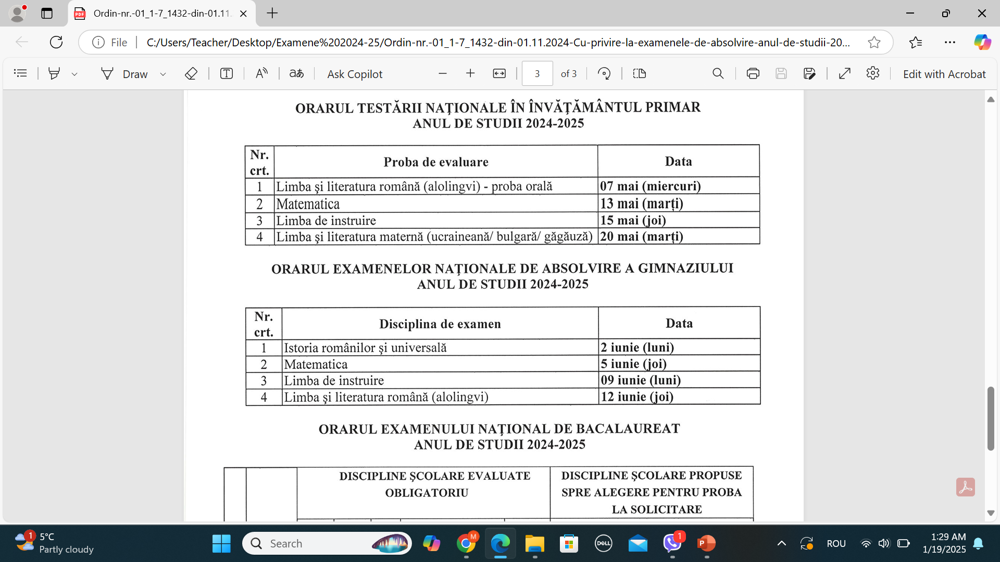 Ordin-nr.-01_1-7_1432-din-01.11.
File
C:/Users/Teacher/Desktop/Examene%202024-25/Ordin-nr.-01_1-7_1432-din-01.11.2024-Cu-privire-la-examenele-de-absolvire-anul-de-studii-20...
Draw
Ask Copilot
3 of 3
Edit with Acrobat
ORARUL TESTĂRII NAŢIONALE ÎN ÎNVĂŢĂMÂNTUL PRIMAR
ANUL DE STUDII 2024-2025
Nr. crt. Proba de evaluare Data
1 Limba şi literatura română (alolingvi) - proba orală 07 mai (miercuri)
2 Matematica 13 mai (marți)
3 Limba de instruire 15 mai (joi)
4 Limba şi literatura maternă (ucraineană/ bulgară/ găgăuză) 20 mai (marți)
ORARUL EXAMENELOR NAŢIONALE DE ABSOLVIRE A GIMNAZIULUI
ANUL DE STUDII 2024-2025
Nr. crt. Disciplina de examen Data
1 Istoria românilor şi universală 2 iunie (luni)
2 Matematica 5 iunie (joi)
3 Limba de instruire 09 iunie (luni)
4 Limba şi literatura română (alolingvi) 12 iunie (joi)
ORARUL EXAMENULUI NAŢIONAL DE BACALAUREAT
ANUL DE STUDII 2024-2025
DISCIPLINE ŞCOLARE EVALUATE
OBLIGATORIU
DISCIPLINE ŞCOLARE PROPUSE
SPRE ALEGERE PENTRU PROBA
LA SOLICITARE
1
5°C
Partly cloudy
Search
M
DELL
1
P
ROU
1:29 AM
1/19/2025